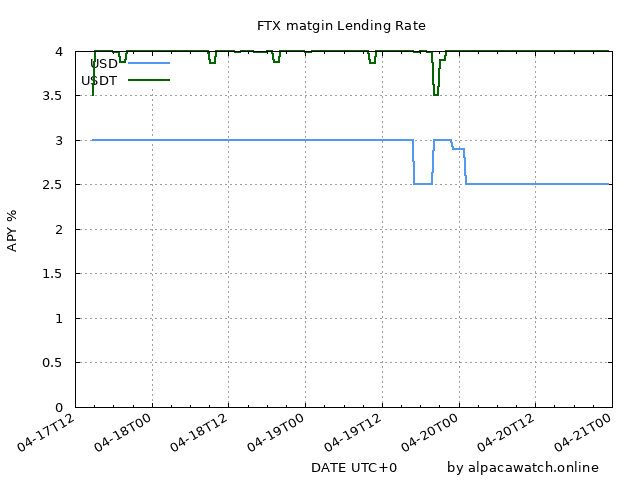 FTX matgin Lending Rate
USD
USDT
4
3.5
3
2.5
2
1.5
1
0.5
0
APY %
04-17T12
04-18T00
04-18T12
04-19T00
04-19T12
04-20T00
04-20T12
04-21T00
DATE UTC+0
by alpacawatch.online